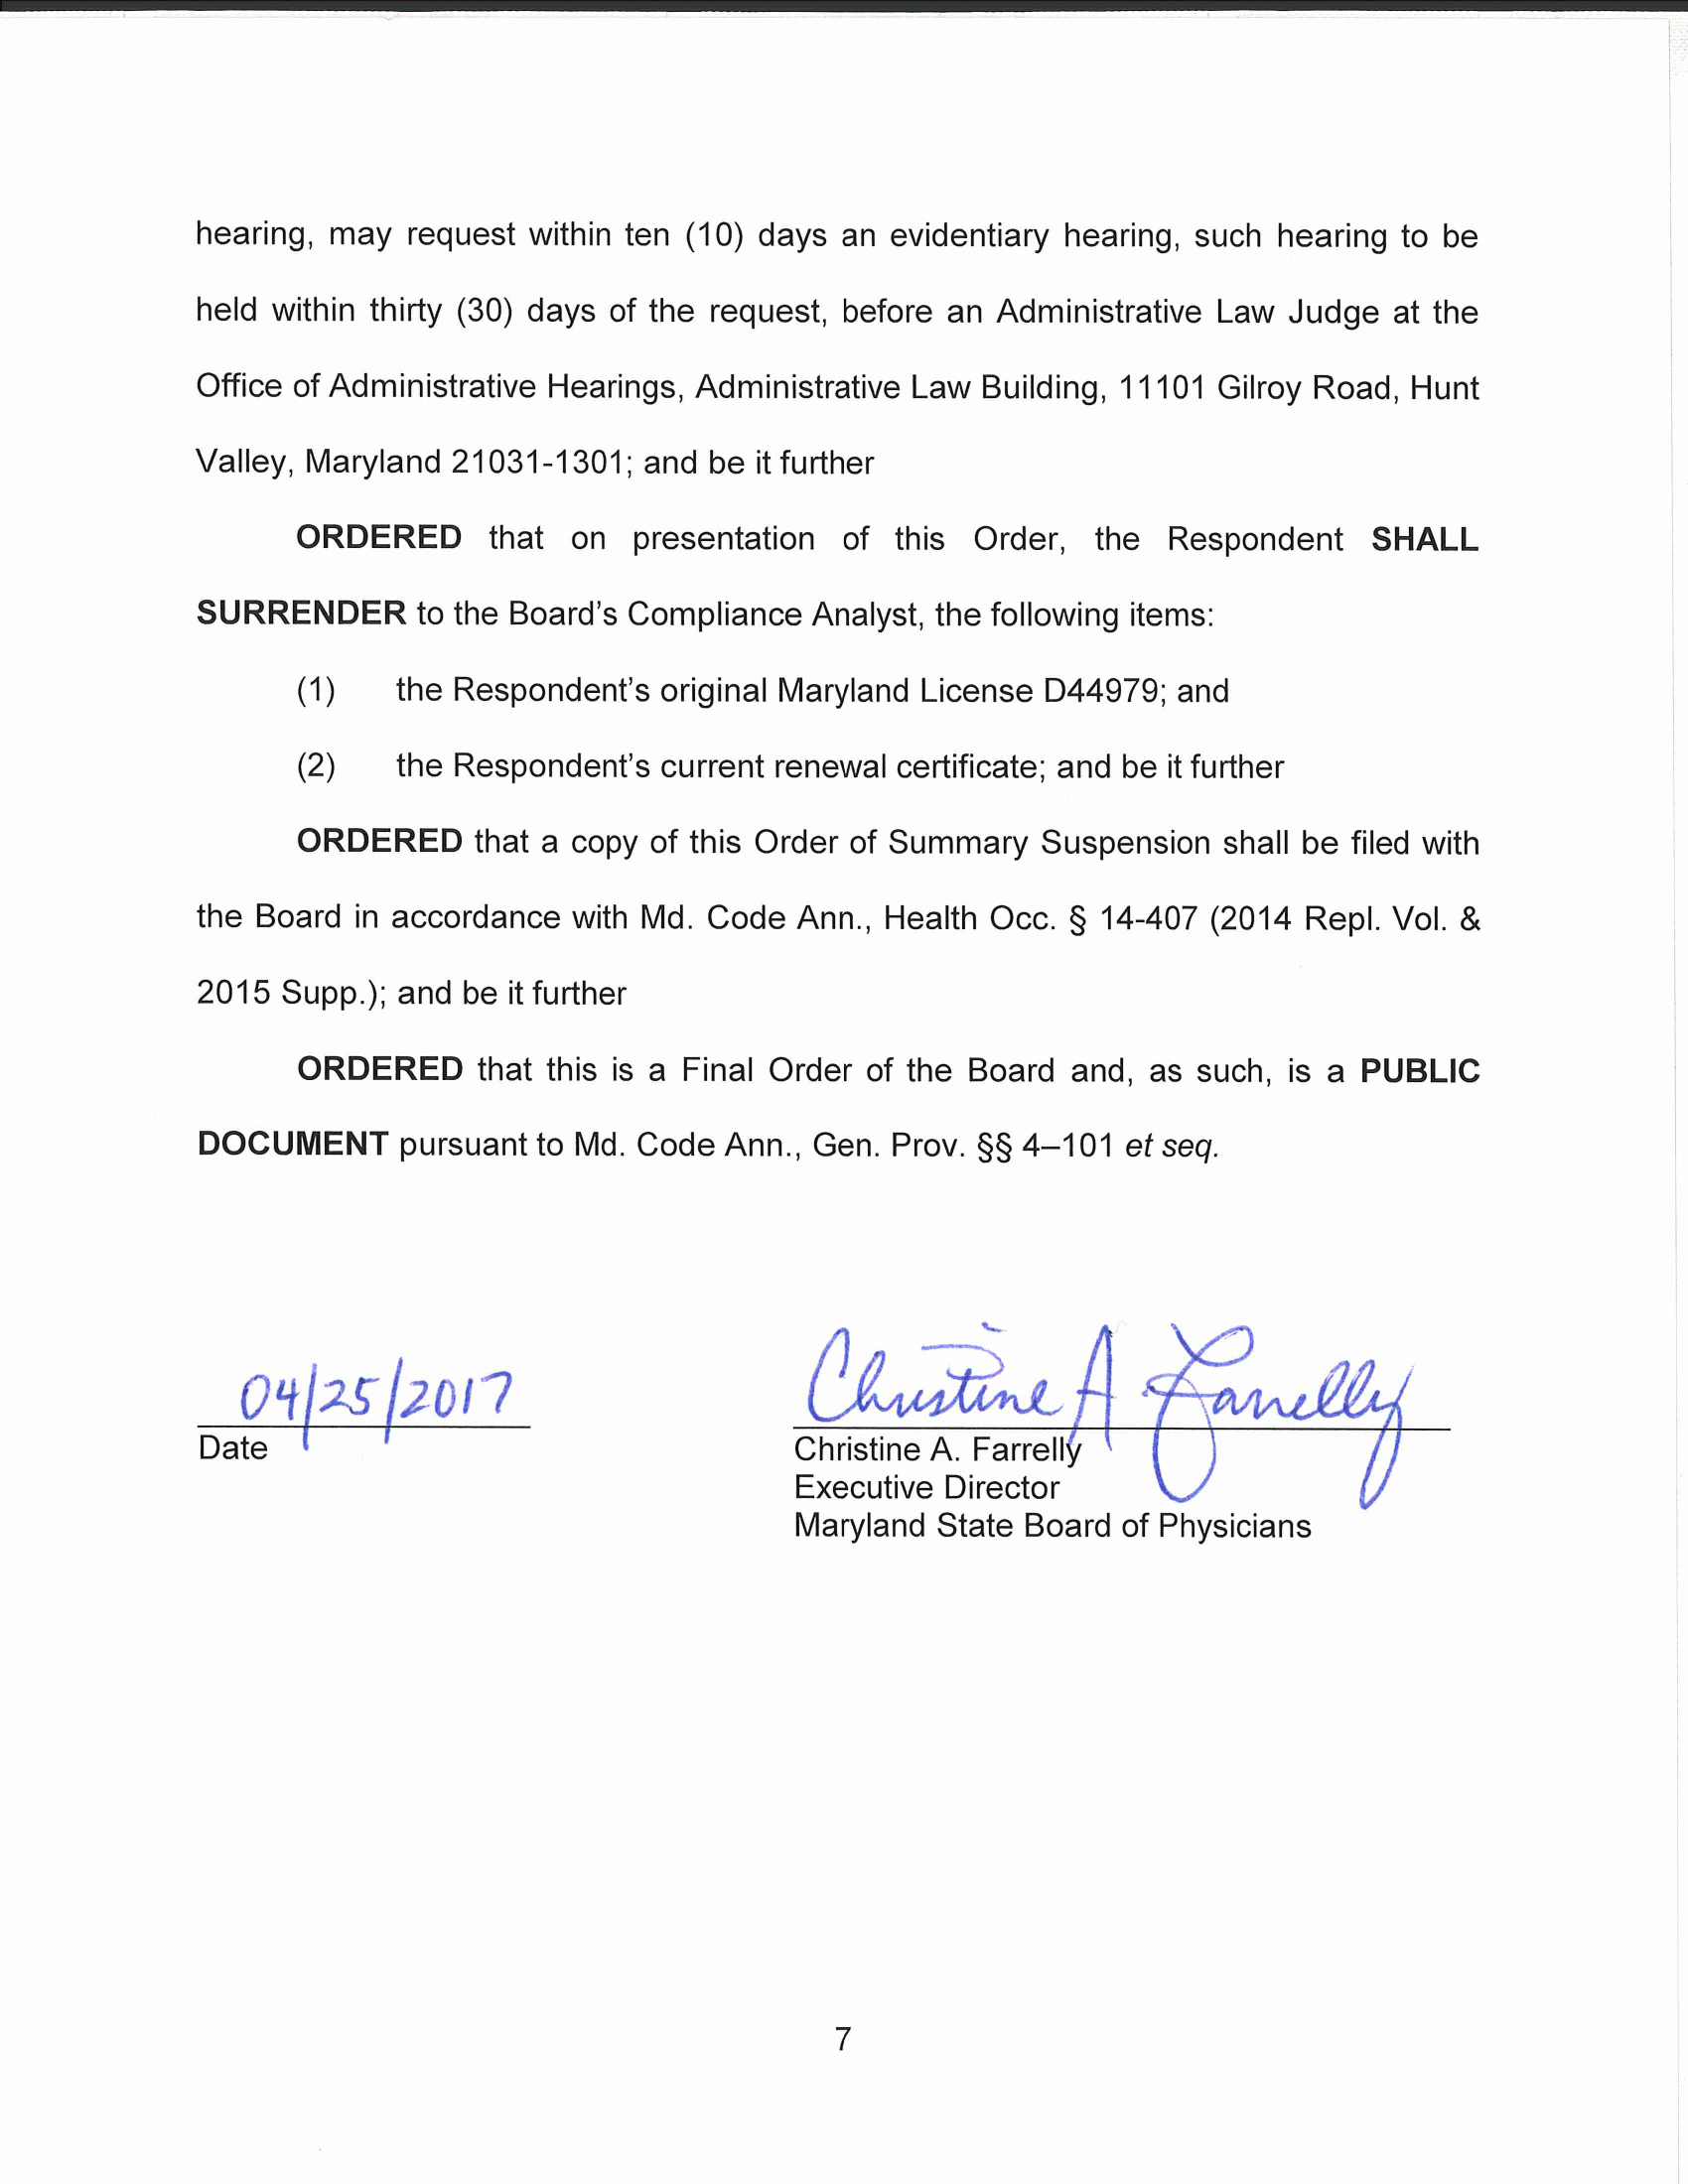 hearing, may request within ten (10) days an evidentiary hearing, such hearing to be
held within thirty (30) days of the request, before an Administrative Law Judge at the
Office of Administrative Hearings, Administrative Law Building, 11101 Gilroy Road, Hunt
Valley, Maryland 21031-1301; and be it further
ORDERED that on presentation of this Order, the Respondent SHALL
SURRENDER to the Board's Compliance Analyst, the following items:
(1) the Respondent's original Maryland License D44979; and
(2) the Respondent's current renewal certificate; and be it further
ORDERED that a copy of this Order of Summary Suspension shall be filed with
the Board in accordance with Md. Code Ann., Health Occ. § 14-407 (2014 Repl. Vol. &
2015 Supp.); and be it further
ORDERED that this is a Final Order of the Board and, as such, is a PUBLIC
DOCUMENT pursuant to Md. Code Ann., Gen. Prov. §§ 4–101 et seq.
04/25/2017
Date
Christine A Farrelly
Christine A. Farrelly
Executive Director
Maryland State Board of Physicians
7